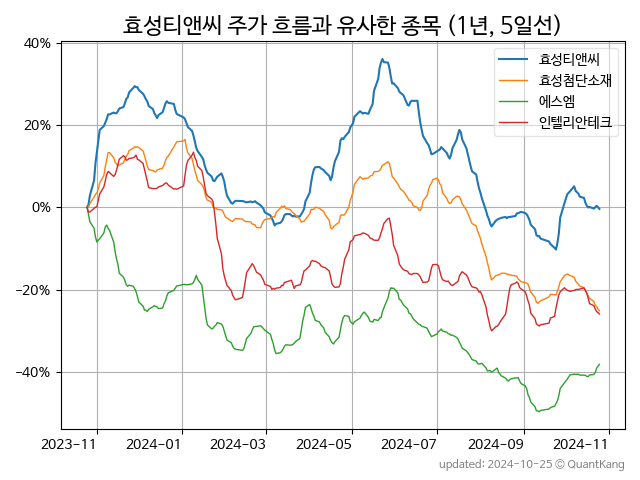 효성티앤씨 주가 흐름과 유사한 종목 (1년, 5일선)
40%
20%
0%
−20%
−40%
효성티앤씨
효성첨단소재
에스엠
인텔리안테크
2023-11
2024-01
2024-03
2024-05
2024-07
2024-09
2024-11
updated: 2024-10-25 ⓒ QuantKang